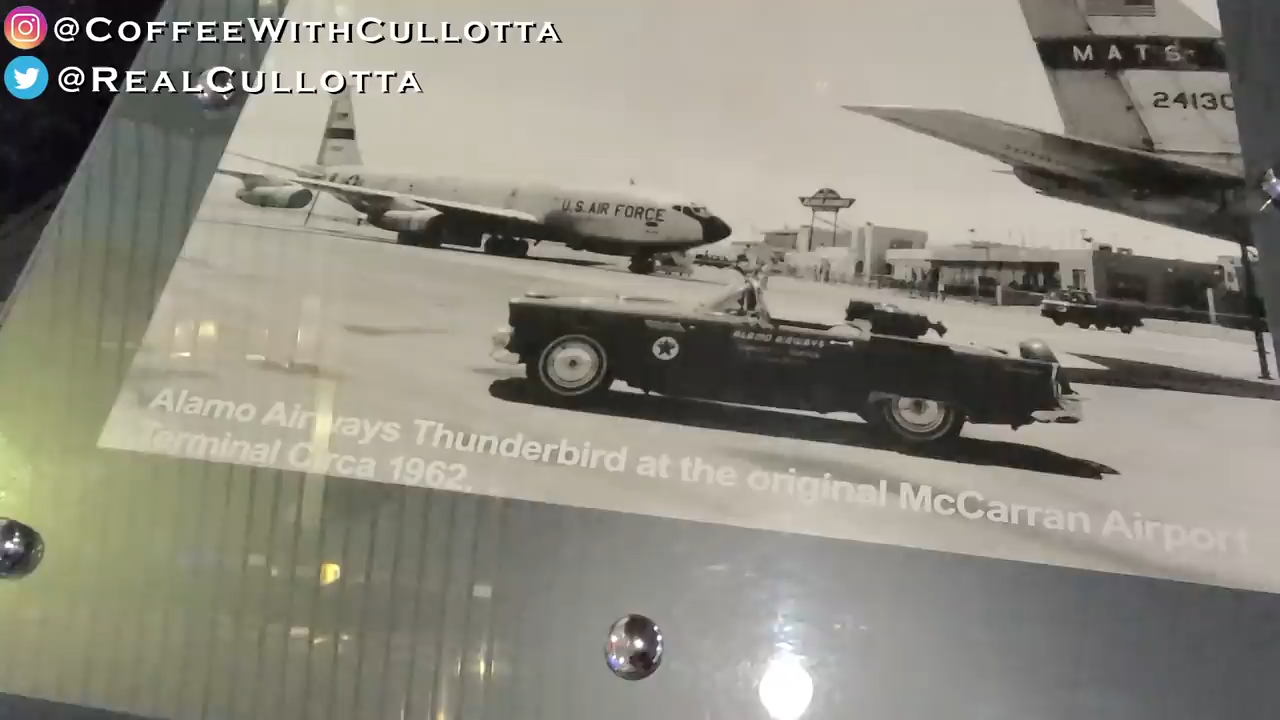 @CoffeeWithCullotta
@RealCullotta
MATS
24130
U.S. AIR FORCE
ALAMO AIRWAYS
Alamo Airways Thunderbird at the original McCarran Airport
Terminal Circa 1962.